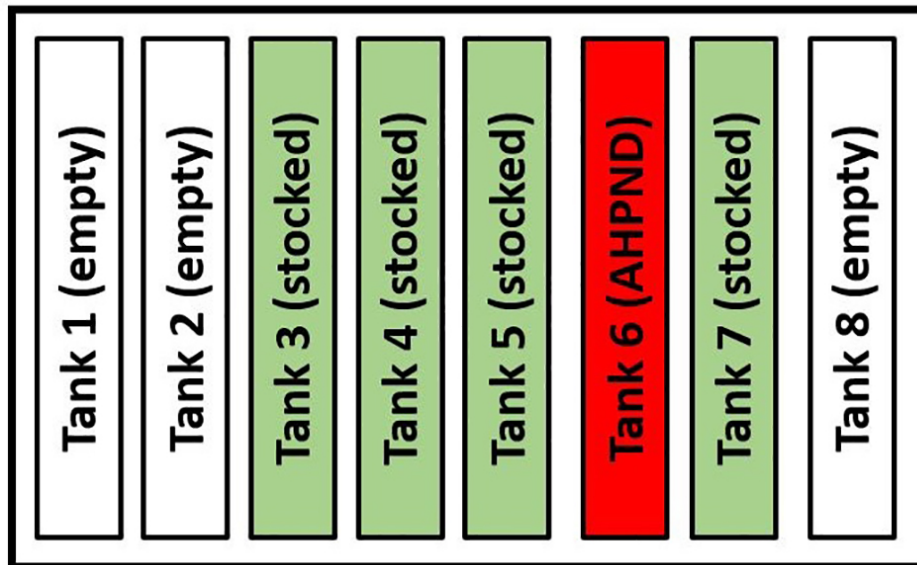 Tank 1 (empty)
Tank 2 (empty)
Tank 3 (stocked)
Tank 4 (stocked)
Tank 5 (stocked)
Tank 6 (AHPND)
Tank 7 (stocked)
Tank 8 (empty)